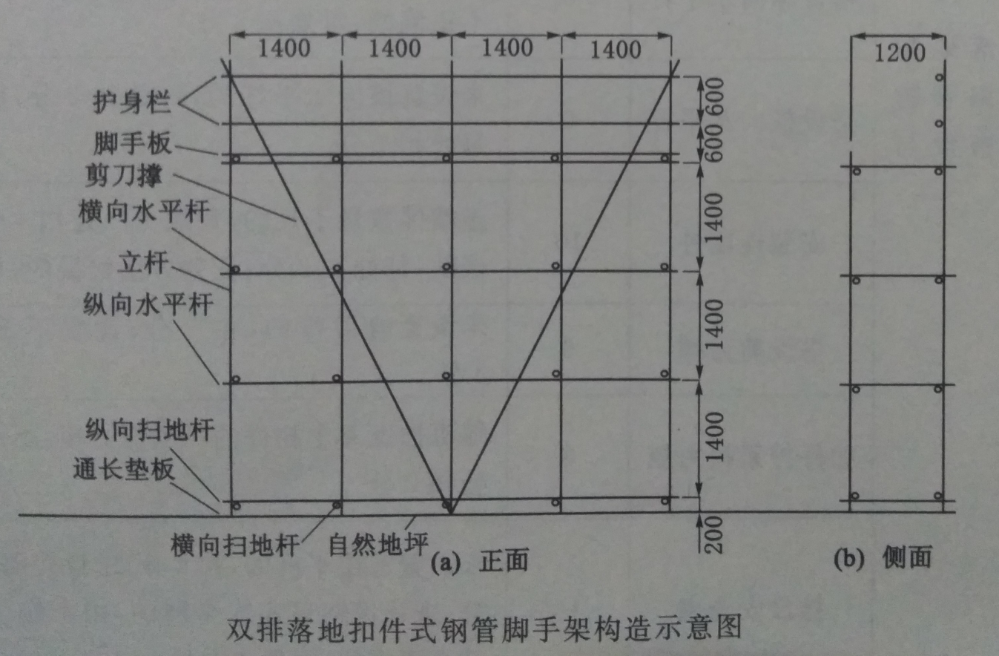 1400 1400 1400 1400 1200
护身栏
脚手板
剪刀撑
横向水平杆
立杆
纵向水平杆
纵向扫地杆
通长垫板
横向扫地杆 自然地坪
600
600
1400
1400
1400
200
(a) 正面 (b) 侧面
双排落地扣件式钢管脚手架构造示意图